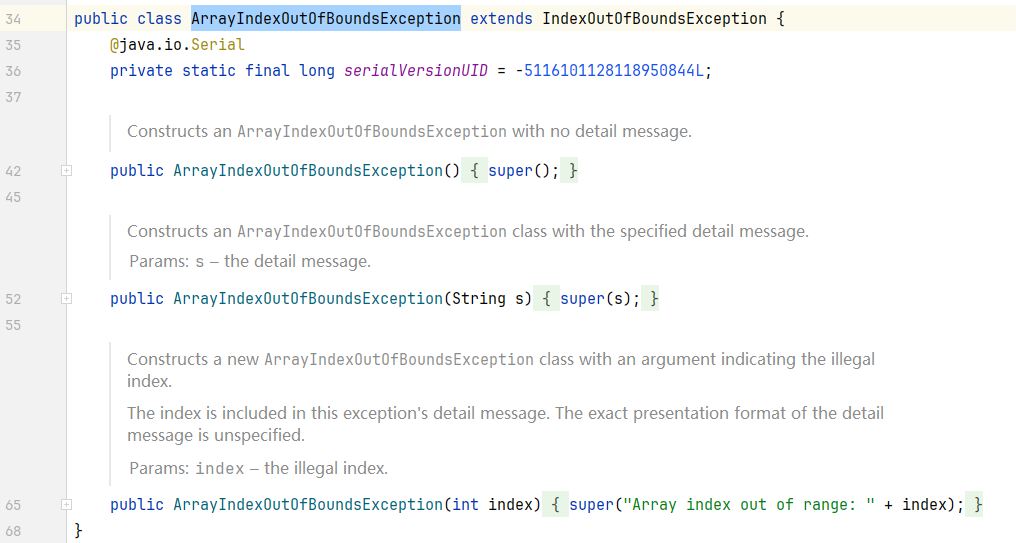 34 public class ArrayIndexOutOfBoundsException extends IndexOutOfBoundsException {
35 @java.io.Serial
36 private static final long serialVersionUID = -5116101128118950844L;
37
Constructs an ArrayIndexOutOfBoundsException with no detail message.
42 public ArrayIndexOutOfBoundsException() { super(); }
45
Constructs an ArrayIndexOutOfBoundsException class with the specified detail message.
Params: s – the detail message.
52 public ArrayIndexOutOfBoundsException(String s) { super(s); }
55
Constructs a new ArrayIndexOutOfBoundsException class with an argument indicating the illegal
index.
The index is included in this exception's detail message. The exact presentation format of the detail
message is unspecified.
Params: index – the illegal index.
65 public ArrayIndexOutOfBoundsException(int index) { super("Array index out of range: " + index); }
68 }